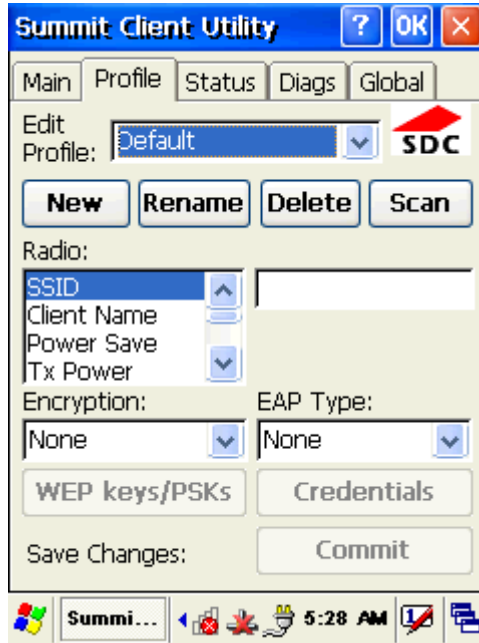 Summit Client Utility ? OK
Main Profile Status Diags Global
Edit
Profile: Default
SDC
New Rename Delete Scan
Radio:
SSID
Client Name
Power Save
Tx Power
Encryption: EAP Type:
None None
WEP keys/PSKs Credentials
Save Changes: Commit
Summi... 5:28 AM